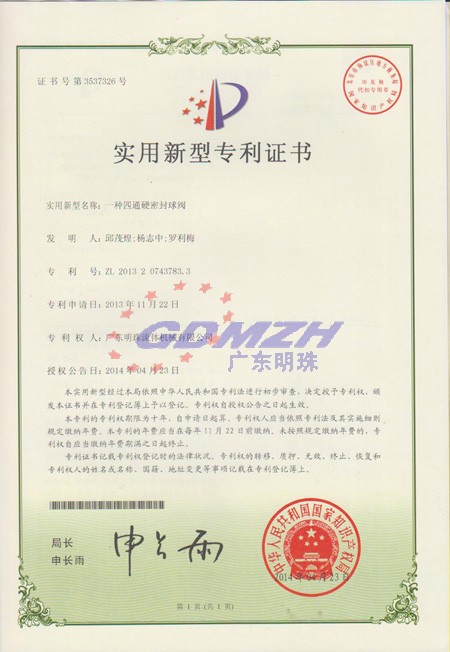 证书号第3537326号
实用新型专利证书
实用新型名称：一种四通硬密封球阀
发 明 人：邱茂煌;杨志中;罗利梅
专 利 号：ZL 2013 2 0743783.3
专利申请日：2013年11月22日
专 利 权 人：广东明珠流体机械有限公司
GDMZH
广东明珠
授权公告日：2014年04月23日
本实用新型经过本局依照中华人民共和国专利法进行初步审查，决定授予专利权，颁
发本证书并在专利登记簿上予以登记。专利权自授权公告之日起生效。
本专利的专利权期限为十年，自申请日起算。专利权人应当依照专利法及其实施细则
规定缴纳年费。本专利的年费应当在每年11月22日前缴纳。未按照规定缴纳年费的，专利
权自应当缴纳年费期满之日起终止。
专利证书记载专利权登记时的法律状况。专利权的转移、质押、无效、终止、恢复和
专利权人的姓名或名称、国籍、地址变更等事项记载在专利登记簿上。
局长
申长雨
申长雨
中华人民共和国国家知识产权局
2014年04月23日
第1页(共1页)